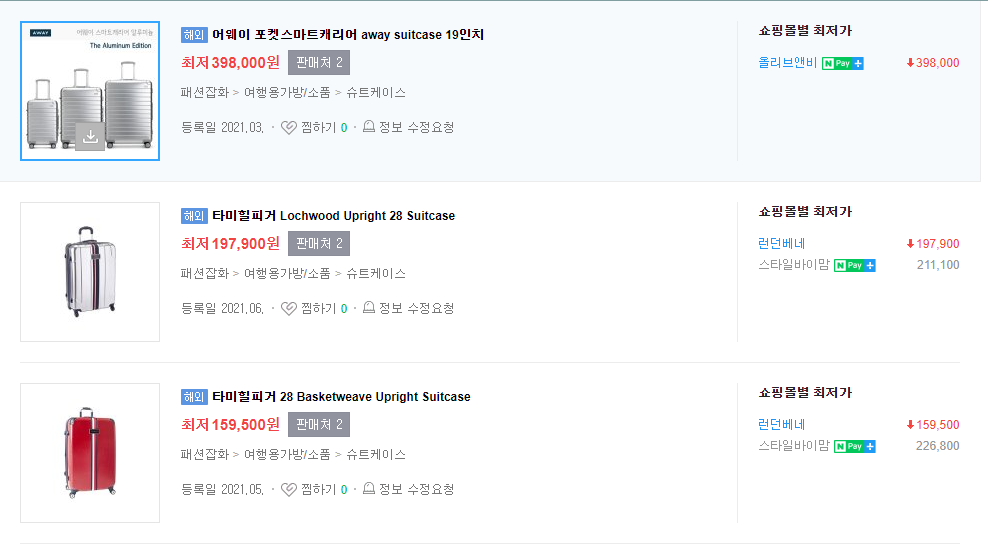 AWAY 어웨이 스마트캐리어 알루미늄
The Aluminum Edition
해외 어웨이 포켓스마트캐리어 away suitcase 19인치
최저 398,000원 판매처 2
패션잡화 > 여행용가방/소품 > 슈트케이스
등록일 2021.03. · 찜하기 0 · 정보 수정요청
쇼핑몰별 최저가
올리브앤비 N Pay + 398,000
해외 타미힐피거 Lochwood Upright 28 Suitcase
최저 197,900원 판매처 2
패션잡화 > 여행용가방/소품 > 슈트케이스
등록일 2021.06. · 찜하기 0 · 정보 수정요청
쇼핑몰별 최저가
런던베네 197,900
스타일바이맘 N Pay + 211,100
해외 타미힐피거 28 Basketweave Upright Suitcase
최저 159,500원 판매처 2
패션잡화 > 여행용가방/소품 > 슈트케이스
등록일 2021.05. · 찜하기 0 · 정보 수정요청
쇼핑몰별 최저가
런던베네 159,500
스타일바이맘 N Pay + 226,800